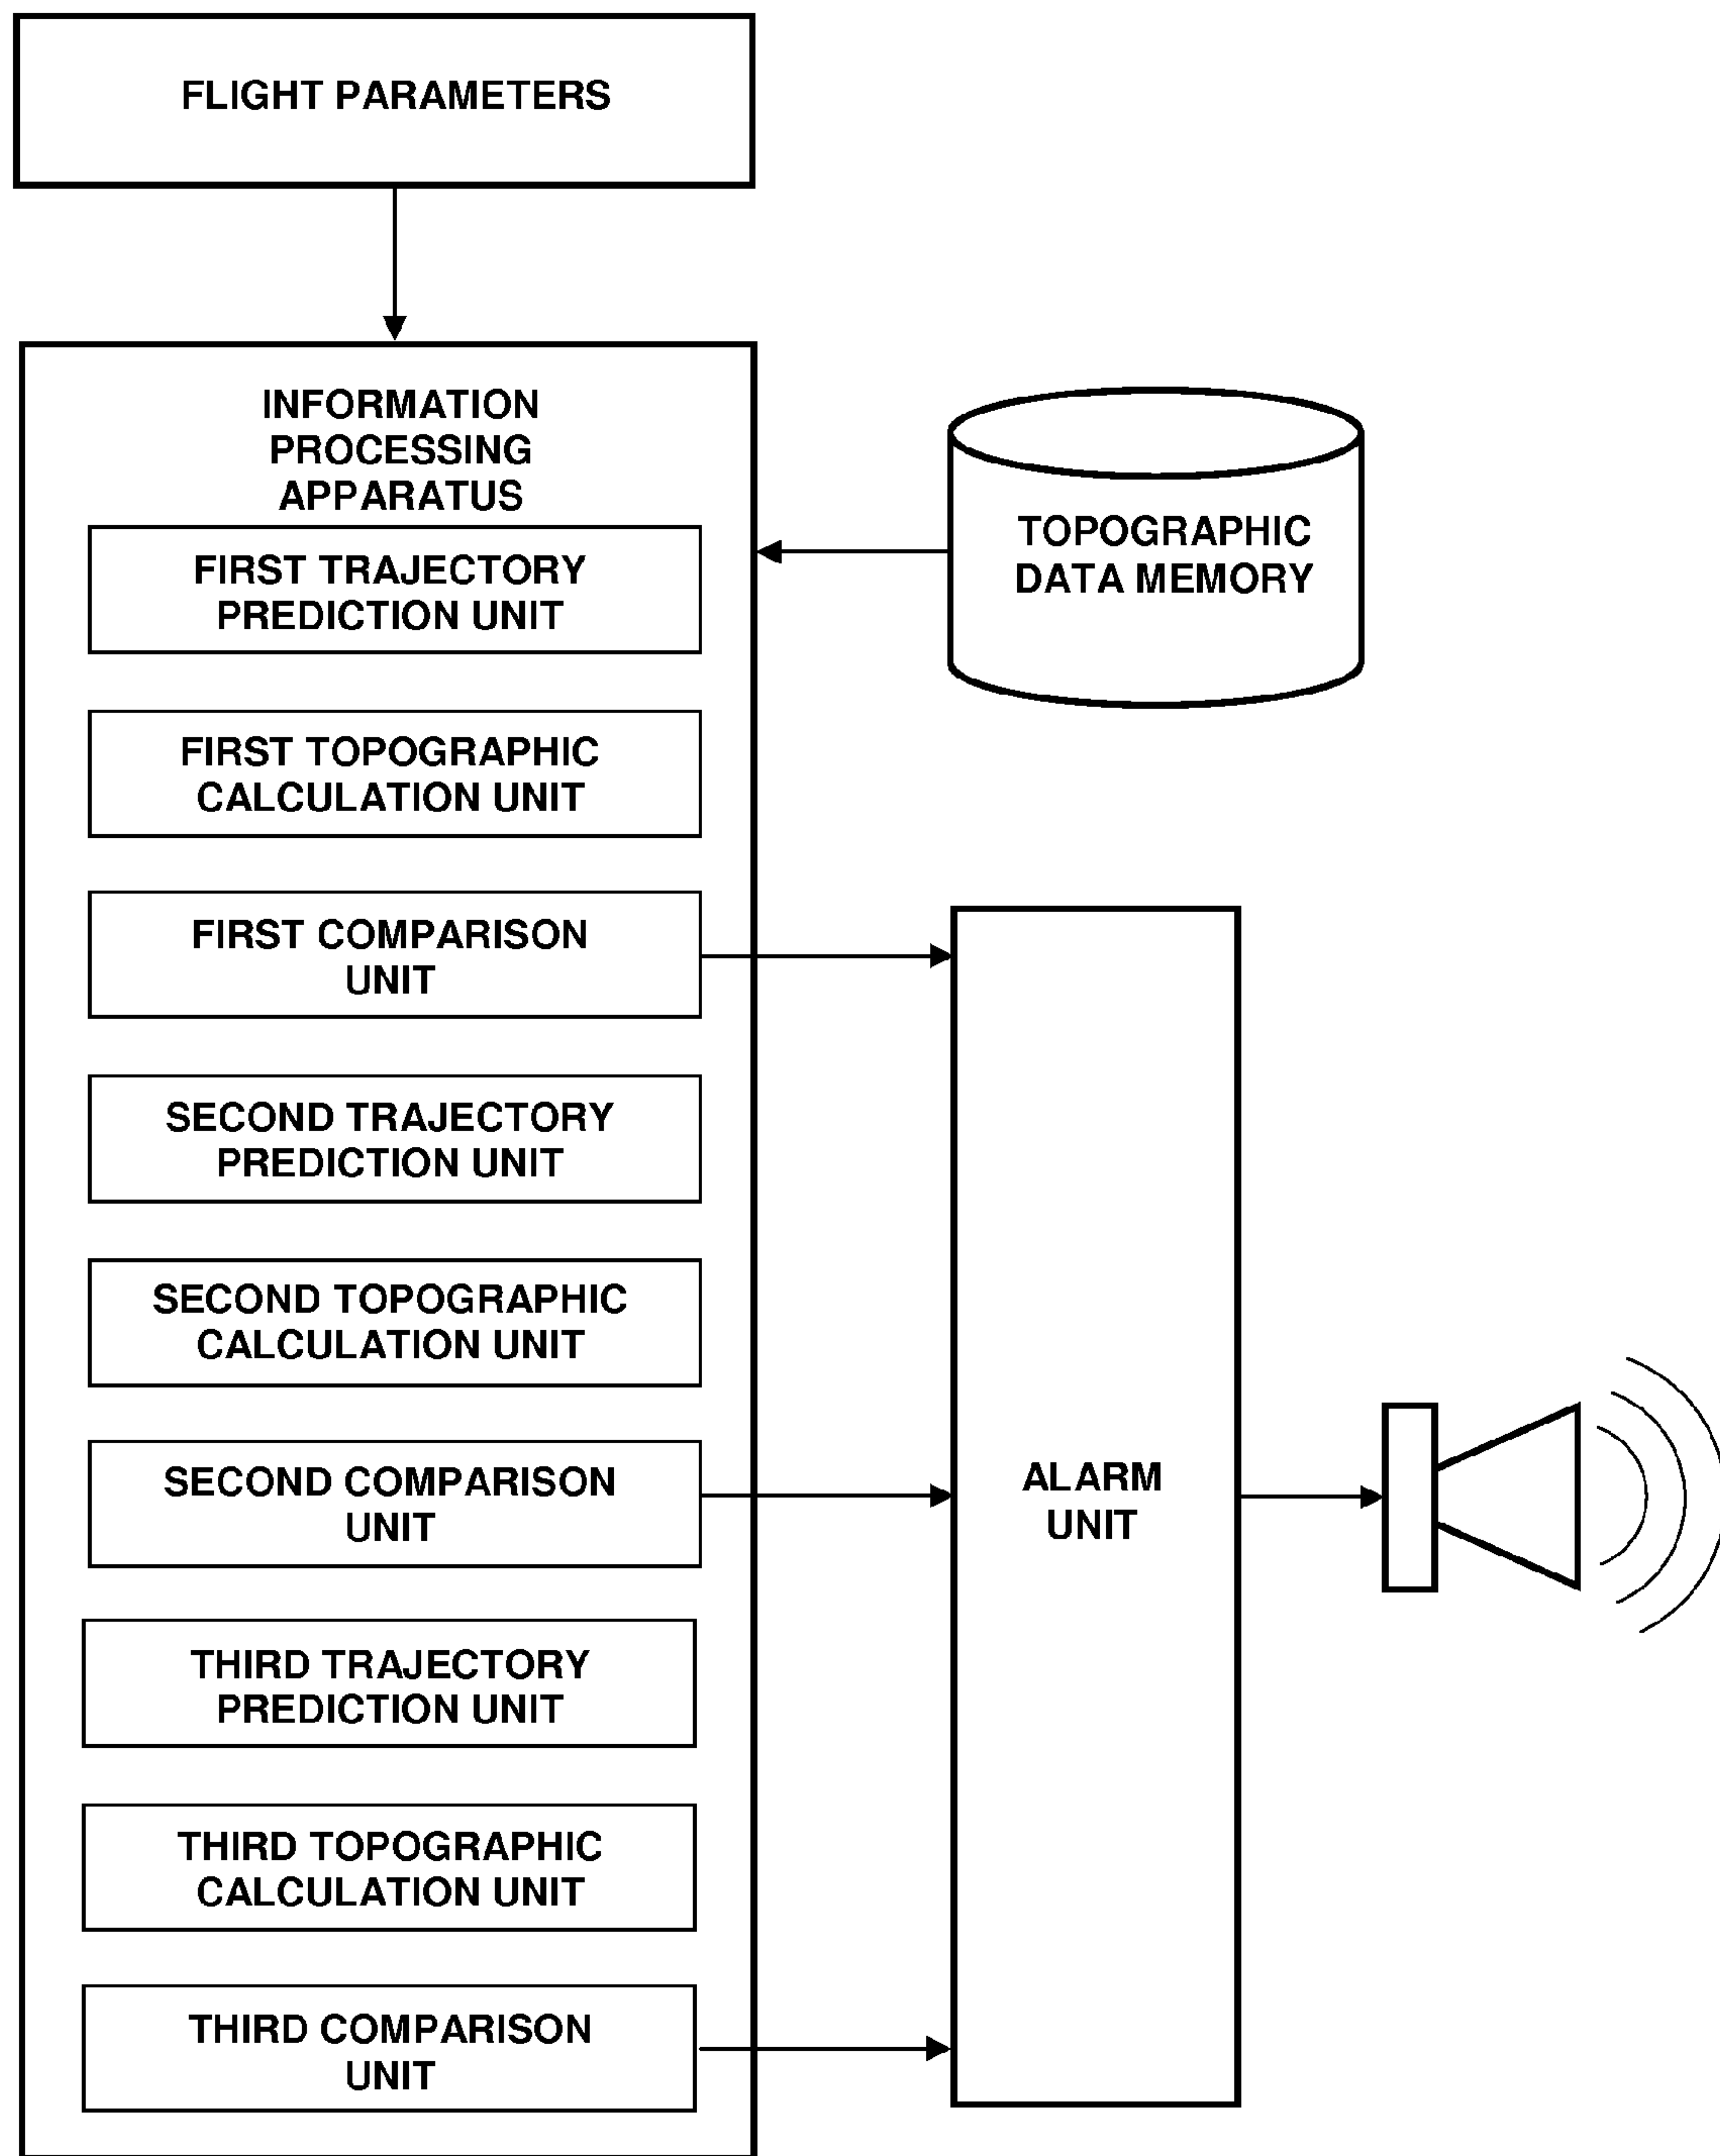 FLIGHT PARAMETERS
INFORMATION
PROCESSING
APPARATUS
FIRST TRAJECTORY
PREDICTION UNIT
TOPOGRAPHIC
DATA MEMORY
FIRST TOPOGRAPHIC
CALCULATION UNIT
FIRST COMPARISON
UNIT
SECOND TRAJECTORY
PREDICTION UNIT
SECOND TOPOGRAPHIC
CALCULATION UNIT
SECOND COMPARISON
UNIT
ALARM
UNIT
THIRD TRAJECTORY
PREDICTION UNIT
THIRD TOPOGRAPHIC
CALCULATION UNIT
THIRD COMPARISON
UNIT